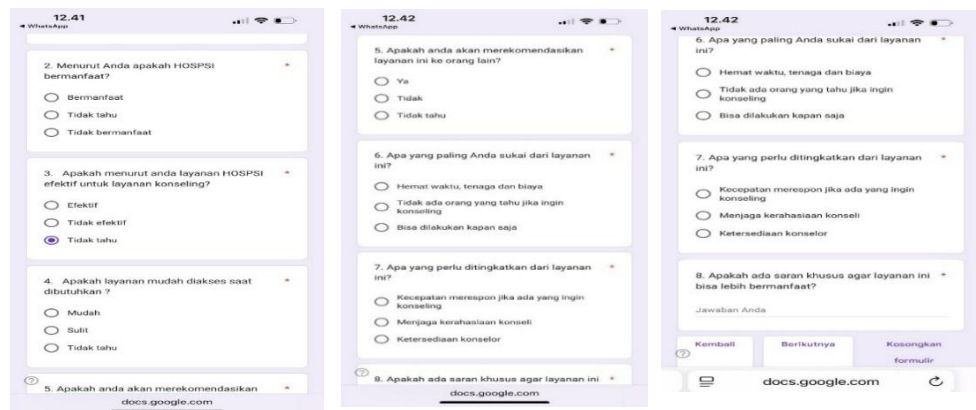 12.41
WhatsApp
2. Menurut Anda apakah HOSPSI *
bermanfaat?
Bermanfaat
Tidak tahu
Tidak bermanfaat
3. Apakah menurut anda layanan HOSPSI *
efektif untuk layanan konseling?
Efektif
Tidak efektif
Tidak tahu
4. Apakah layanan mudah diakses saat *
dibutuhkan ?
Mudah
Sulit
Tidak tahu
5. Apakah anda akan merekomendasikan *
docs.google.com
12.42
WhatsApp
5. Apakah anda akan merekomendasikan *
layanan ini ke orang lain?
Ya
Tidak
Tidak tahu
6. Apa yang paling Anda sukai dari layanan *
ini?
Hemat waktu, tenaga dan biaya
Tidak ada orang yang tahu jika ingin
konseling
Bisa dilakukan kapan saja
7. Apa yang perlu ditingkatkan dari layanan *
ini?
Kecepatan merespon jika ada yang ingin
konseling
Menjaga kerahasiaan konseli
Ketersediaan konselor
8. Apakah ada saran khusus agar layanan ini *
docs.google.com
12.42
WhatsApp
6. Apa yang paling Anda sukai dari layanan *
ini?
Hemat waktu, tenaga dan biaya
Tidak ada orang yang tahu jika ingin
konseling
Bisa dilakukan kapan saja
7. Apa yang perlu ditingkatkan dari layanan *
ini?
Kecepatan merespon jika ada yang ingin
konseling
Menjaga kerahasiaan konseli
Ketersediaan konselor
8. Apakah ada saran khusus agar layanan ini *
bisa lebih bermanfaat?
Jawaban Anda
Kembali Berikutnya Kosongkan
formulir
docs.google.com